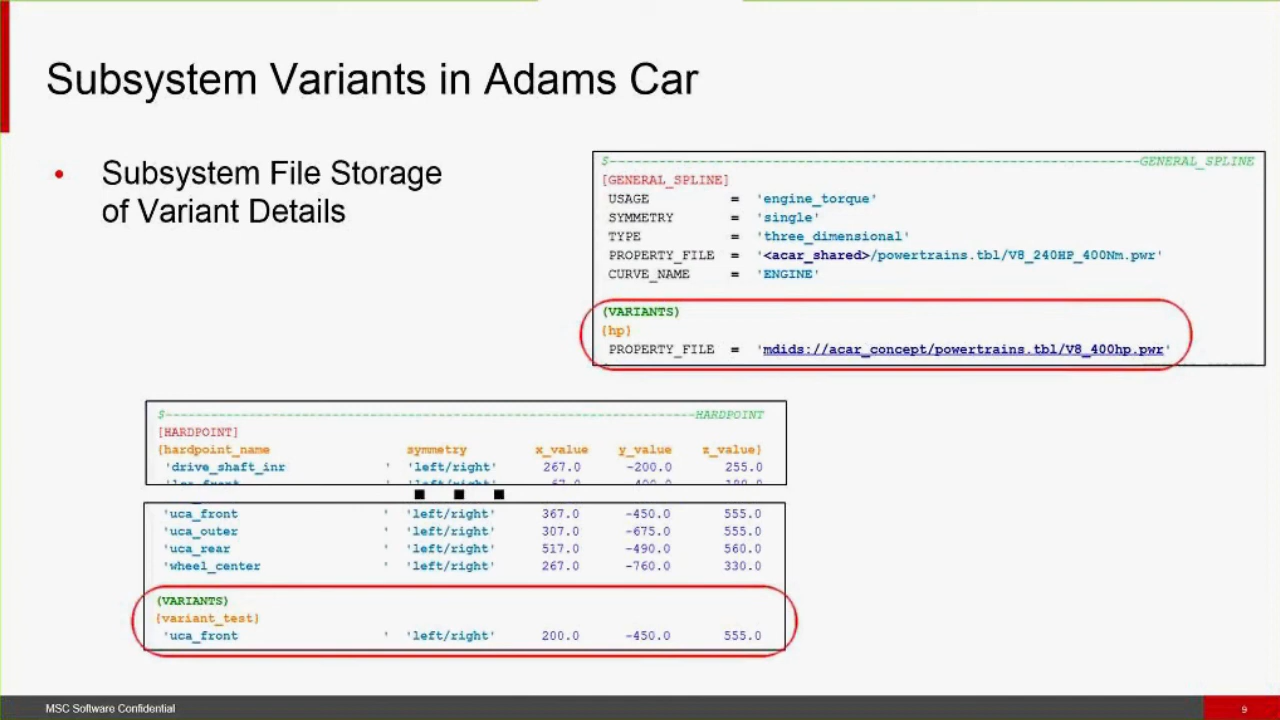 Subsystem Variants in Adams Car
• Subsystem File Storage
of Variant Details
$---------------------------------------------------------------------GENERAL_SPLINE
[GENERAL_SPLINE]
USAGE = 'engine_torque'
SYMMETRY = 'single'
TYPE = 'three_dimensional'
PROPERTY_FILE = '<acar_shared>/powertrains.tbl/V8_240HP_400Nm.pwr'
CURVE_NAME = 'ENGINE'
(VARIANTS)
{hp}
PROPERTY_FILE = 'mdids://acar_concept/powertrains.tbl/V8_400hp.pwr'
$---------------------------------------------------------------------HARDPOINT
[HARDPOINT]
{hardpoint_name symmetry x_value y_value z_value}
'drive_shaft_inr ' 'left/right' 267.0 -200.0 255.0
'uca_front ' 'left/right' 367.0 -450.0 555.0
'uca_outer ' 'left/right' 307.0 -675.0 555.0
'uca_rear ' 'left/right' 517.0 -490.0 560.0
'wheel_center ' 'left/right' 267.0 -760.0 330.0
(VARIANTS)
{variant_test}
'uca_front ' 'left/right' 200.0 -450.0 555.0
MSC Software Confidential
9